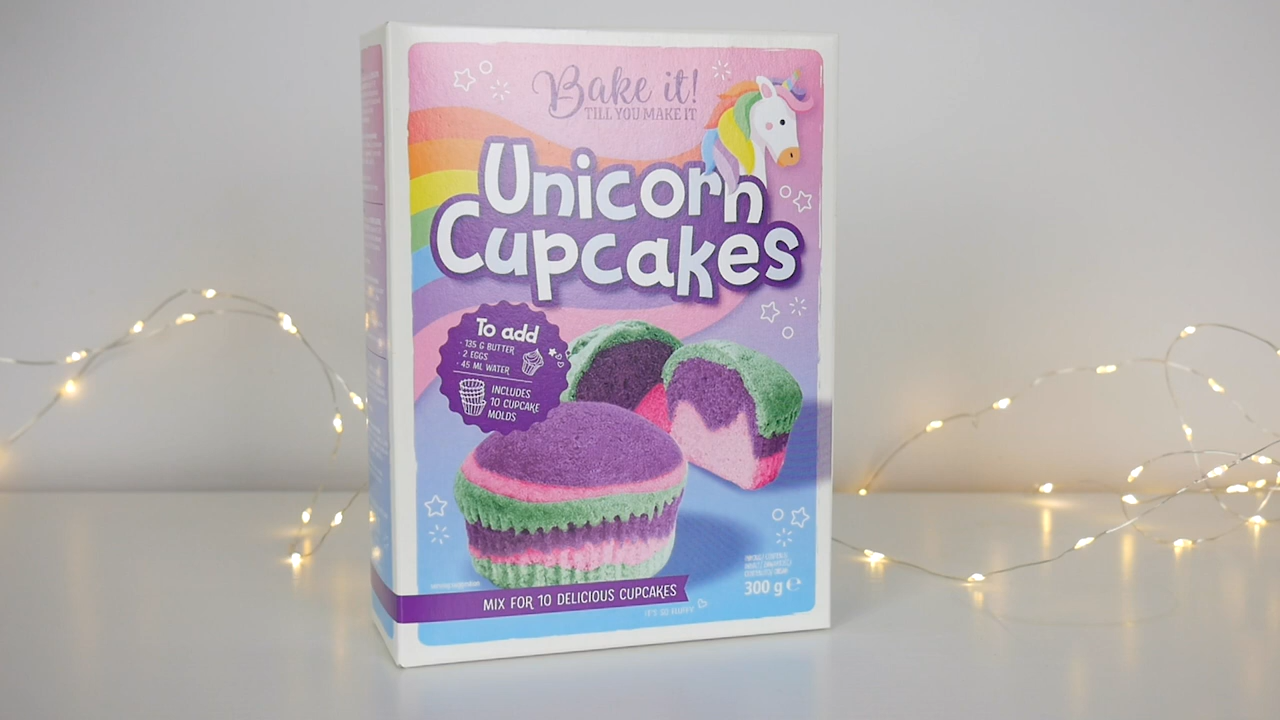 Bake it!
TILL YOU MAKE IT
Unicorn
Cupcakes
To add
· 135 G BUTTER
· 2 EGGS
· 45 ML WATER
INCLUDES
10 CUPCAKE
MOLDS
300 g e
MIX FOR 10 DELICIOUS CUPCAKES
IT'S SO FLUFFY